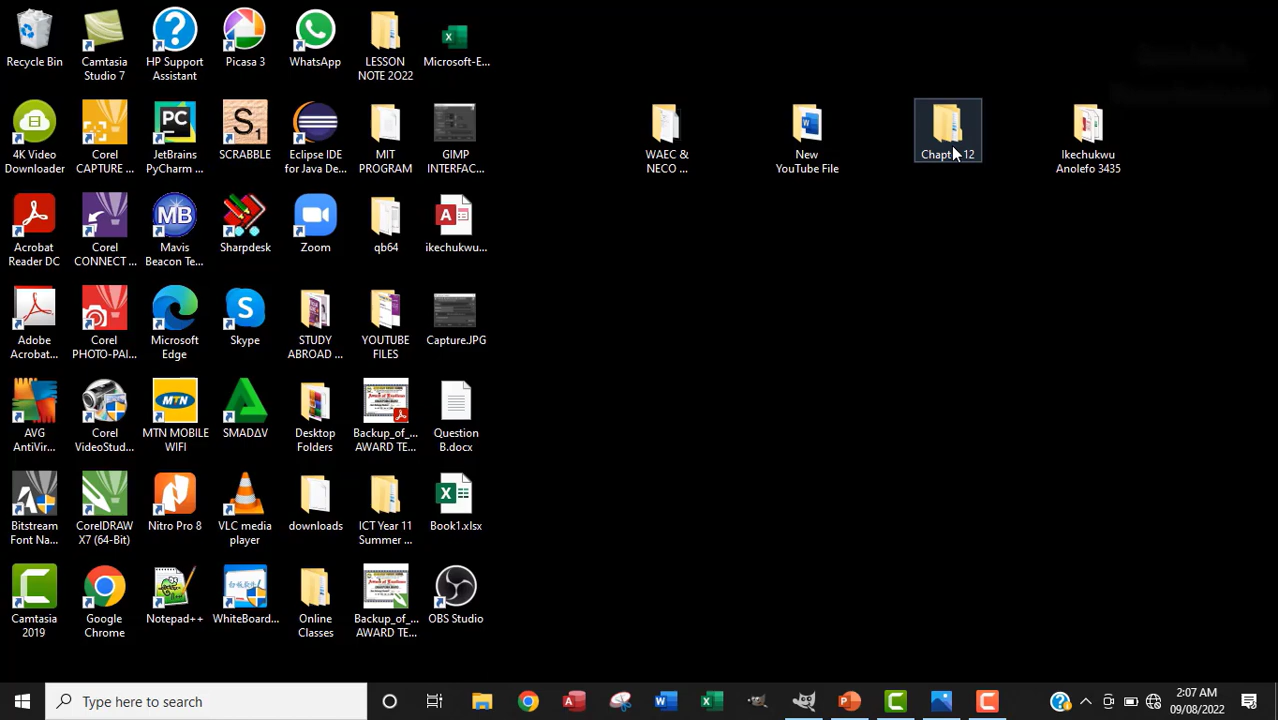 Recycle Bin
Camtasia Studio 7
HP Support Assistant
Picasa 3
WhatsApp
LESSON NOTE 2022
Microsoft-E...
4K Video Downloader
Corel CAPTURE ...
JetBrains PyCharm ...
SCRABBLE
Eclipse IDE for Java De...
MIT PROGRAM
GIMP INTERFAC...
WAEC & NECO ...
New YouTube File
12
Ikechukwu Anolefo 3435
Acrobat Reader DC
Corel CONNECT ...
Mavis Beacon Te...
Sharpdesk
Zoom
qb64
ikechukwu...
Adobe Acrobat...
Corel PHOTO-PAI...
Microsoft Edge
Skype
STUDY ABROAD ...
YOUTUBE FILES
Capture.JPG
AVG AntiVir...
Corel VideoStud...
MTN MOBILE WIFI
SMADΔV
Desktop Folders
Backup_of_... AWARD TE...
Question B.docx
Bitstream Font Na...
CorelDRAW X7 (64-Bit)
Nitro Pro 8
VLC media player
downloads
ICT Year 11 Summer ...
Book1.xlsx
Camtasia 2019
Google Chrome
Notepad++
WhiteBoard...
Online Classes
Backup_of_... AWARD TE...
OBS Studio
Type here to search
2:07 AM
09/08/2022